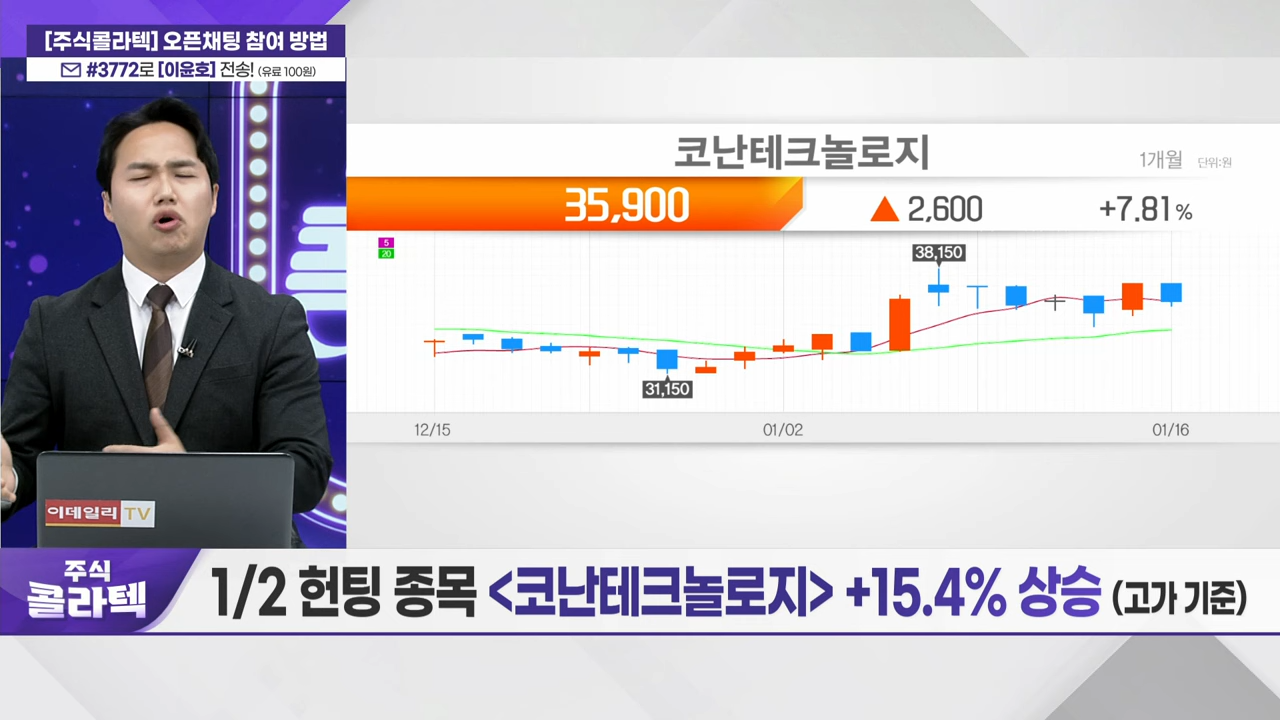 [주식콜라텍] 오픈채팅 참여 방법
#3772로 [이윤호] 전송! (유료 100원)
코난테크놀로지
1개월 단위:원
35,900 ▲ 2,600 +7.81%
5
20
38,150
31,150
12/15 01/02 01/16
이데일리 TV
주식
콜라텍
1/2 헌팅 종목 <코난테크놀로지> +15.4% 상승 (고가 기준)